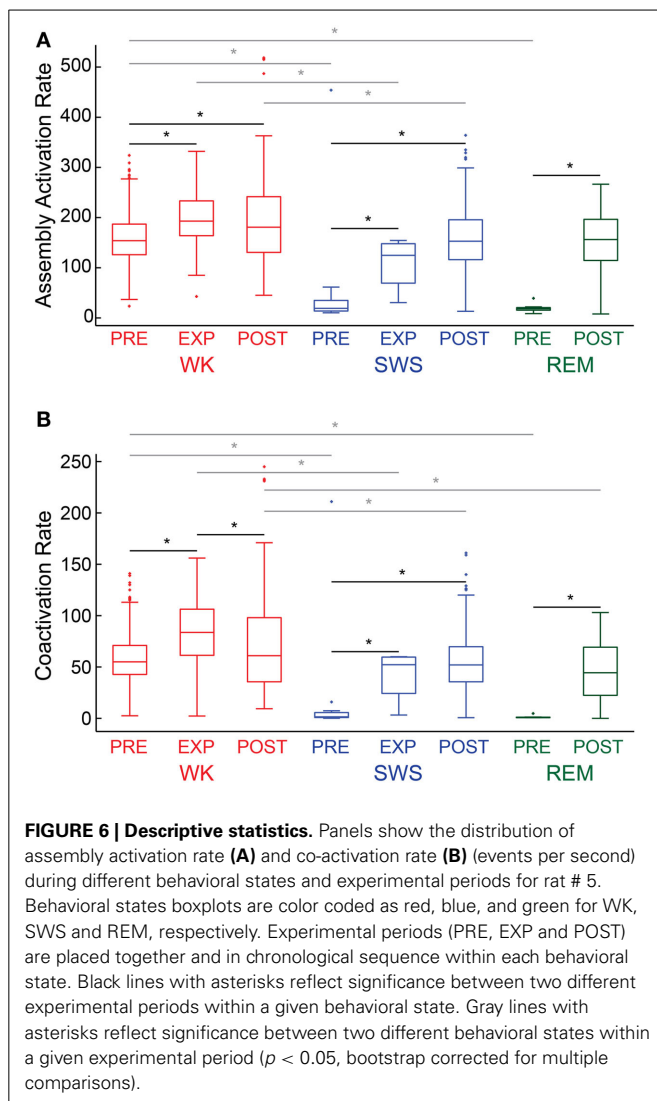 A
*
*
*
*
*
*
*
*
*
500
400
300
200
100
0
Assembly Activation Rate
PRE EXP POST PRE EXP POST PRE POST
WK SWS REM
B
*
*
*
*
*
*
*
*
*
*
250
200
150
100
50
0
Coactivation Rate
PRE EXP POST PRE EXP POST PRE POST
WK SWS REM
FIGURE 6 | Descriptive statistics. Panels show the distribution of
assembly activation rate (A) and co-activation rate (B) (events per second)
during different behavioral states and experimental periods for rat # 5.
Behavioral states boxplots are color coded as red, blue, and green for WK,
SWS and REM, respectively. Experimental periods (PRE, EXP and POST)
are placed together and in chronological sequence within each behavioral
state. Black lines with asterisks reflect significance between two different
experimental periods within a given behavioral state. Gray lines with
asterisks reflect significance between two different behavioral states within
a given experimental period (p < 0.05, bootstrap corrected for multiple
comparisons).